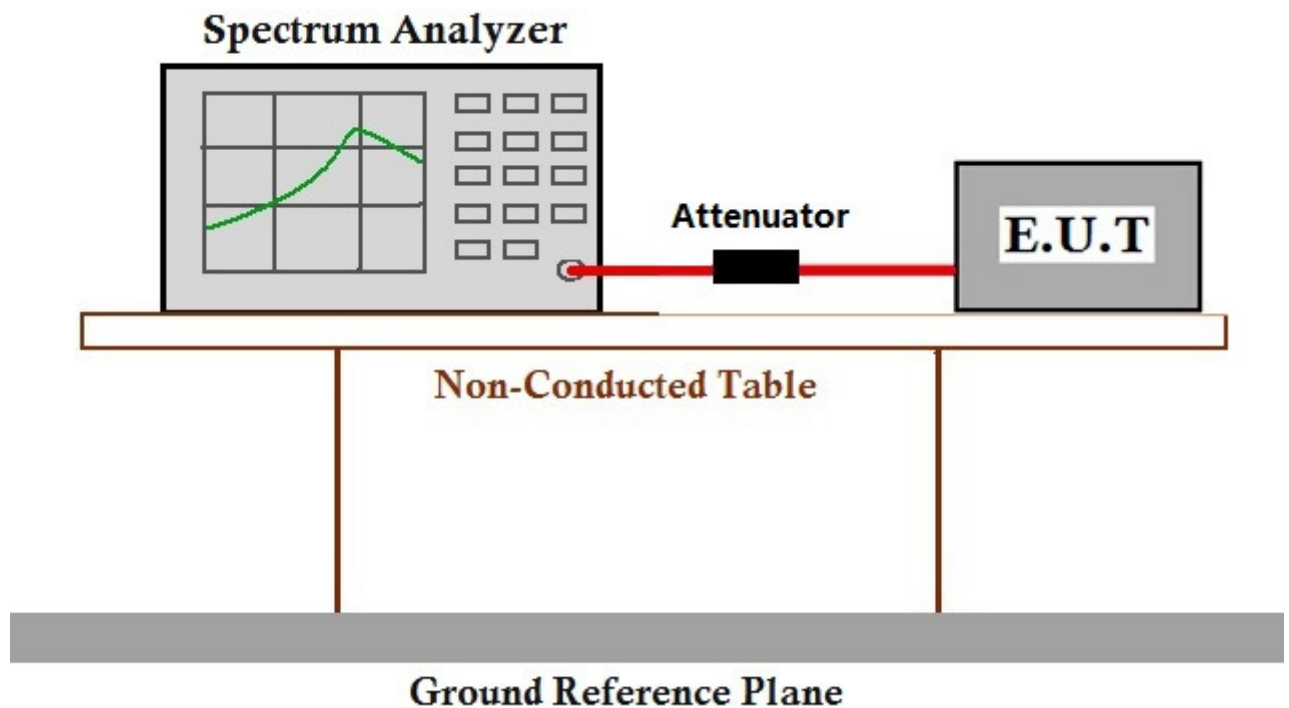 Spectrum Analyzer
Attenuator
E.U.T
Non-Conducted Table
Ground Reference Plane